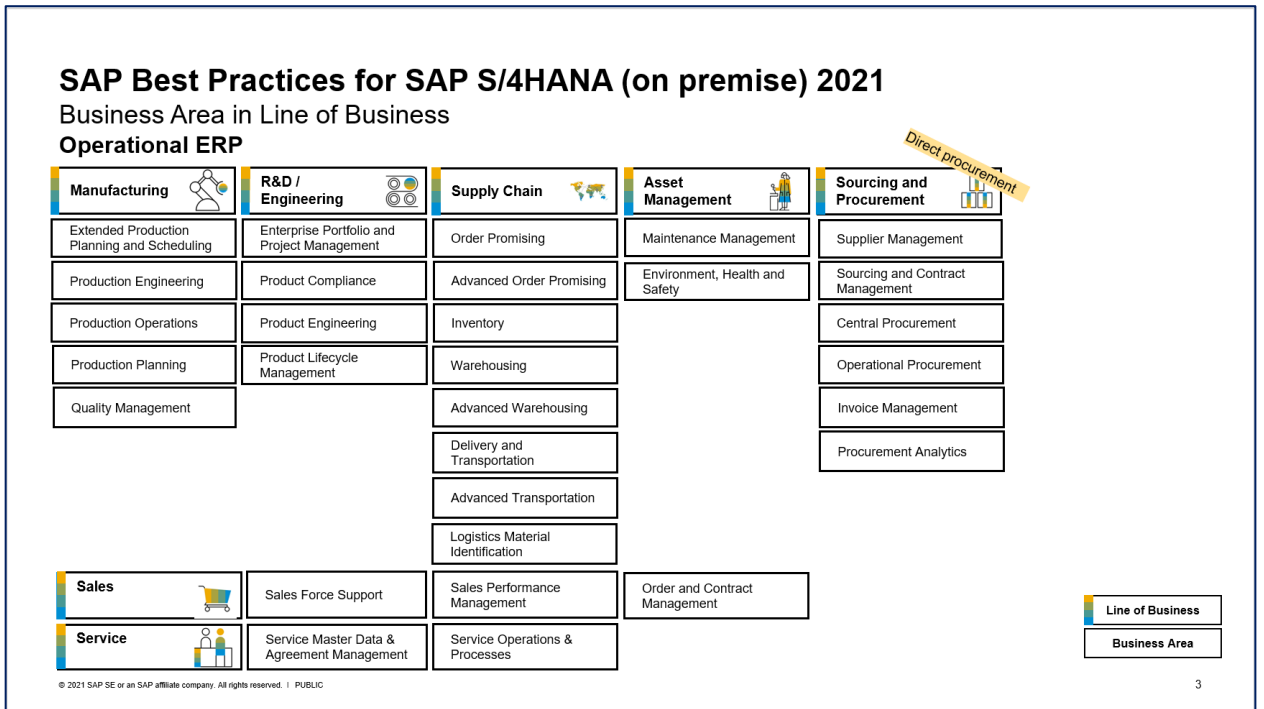 SAP Best Practices for SAP S/4HANA (on premise) 2021
Business Area in Line of Business
Operational ERP
Direct procurement
Manufacturing
Extended Production
Planning and Scheduling
Production Engineering
Production Operations
Production Planning
Quality Management
R&D /
Engineering
Enterprise Portfolio and
Project Management
Product Compliance
Product Engineering
Product Lifecycle
Management
Supply Chain
Order Promising
Advanced Order Promising
Inventory
Warehousing
Advanced Warehousing
Delivery and
Transportation
Advanced Transportation
Logistics Material
Identification
Asset
Management
Maintenance Management
Environment, Health and
Safety
Sourcing and
Procurement
Supplier Management
Sourcing and Contract
Management
Central Procurement
Operational Procurement
Invoice Management
Procurement Analytics
Sales
Sales Force Support
Sales Performance
Management
Order and Contract
Management
Service
Service Master Data &
Agreement Management
Service Operations &
Processes
Line of Business
Business Area
© 2021 SAP SE or an SAP affiliate company. All rights reserved. I PUBLIC
3